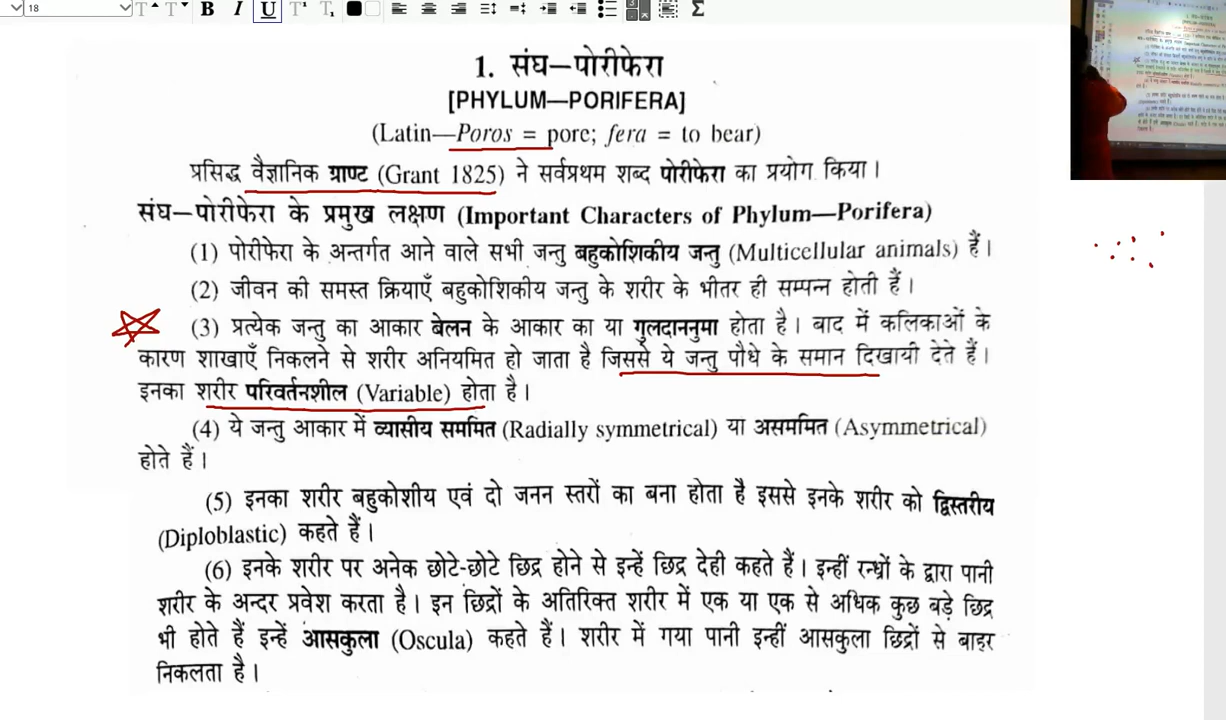 18
B I U T T Σ
1. संघ–पोरीफेरा
[PHYLUM—PORIFERA]
(Latin—Poros = pore; fera = to bear)
प्रसिद्ध वैज्ञानिक ग्राण्ट (Grant 1825) ने सर्वप्रथम शब्द पोरीफेरा का प्रयोग किया।
संघ–पोरीफेरा के प्रमुख लक्षण (Important Characters of Phylum—Porifera)
(1) पोरीफेरा के अन्तर्गत आने वाले सभी जन्तु बहुकोशिकीय जन्तु (Multicellular animals) हैं।
(2) जीवन की समस्त क्रियाएँ बहुकोशिकीय जन्तु के शरीर के भीतर ही सम्पन्न होती हैं।
(3) प्रत्येक जन्तु का आकार बेलन के आकार का या गुलदाननुमा होता है। बाद में कलिकाओं के
कारण शाखाएँ निकलने से शरीर अनियमित हो जाता है जिससे ये जन्तु पौधे के समान दिखायी देते हैं।
इनका शरीर परिवर्तनशील (Variable) होता है।
(4) ये जन्तु आकार में व्यासीय सममित (Radially symmetrical) या असममित (Asymmetrical)
होते हैं।
(5) इनका शरीर बहुकोशीय एवं दो जनन स्तरों का बना होता है इससे इनके शरीर को द्विस्तरीय
(Diploblastic) कहते हैं।
(6) इनके शरीर पर अनेक छोटे-छोटे छिद्र होने से इन्हें छिद्र देही कहते हैं। इन्हीं रन्ध्रों के द्वारा पानी
शरीर के अन्दर प्रवेश करता है। इन छिद्रों के अतिरिक्त शरीर में एक या एक से अधिक कुछ बड़े छिद्र
भी होते हैं इन्हें आसकुला (Oscula) कहते हैं। शरीर में गया पानी इन्हीं आसकुला छिद्रों से बाहर
निकलता है।